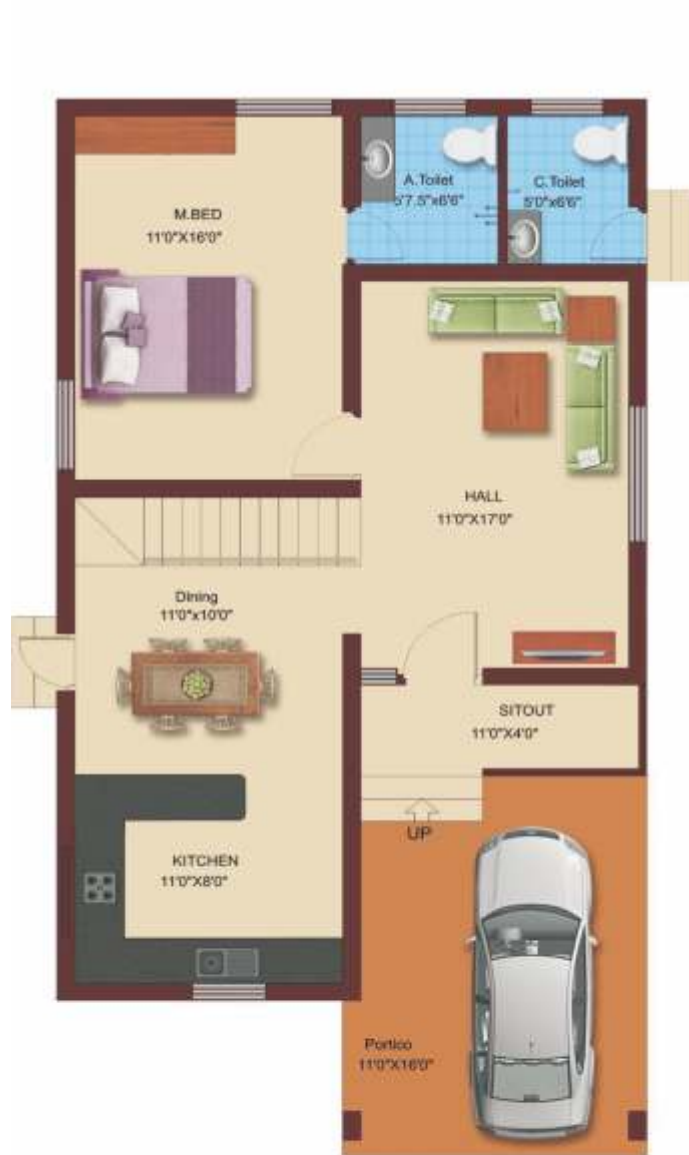 A.Toilet
5'7.5"x6'6"
C.Toilet
5'0"x6'6"
M.BED
11'0"X16'0"
HALL
11'0"X17'0"
Dining
11'0"x10'0"
SITOUT
11'0"X4'0"
UP
KITCHEN
11'0"X8'0"
Portico
11'0"X16'0"